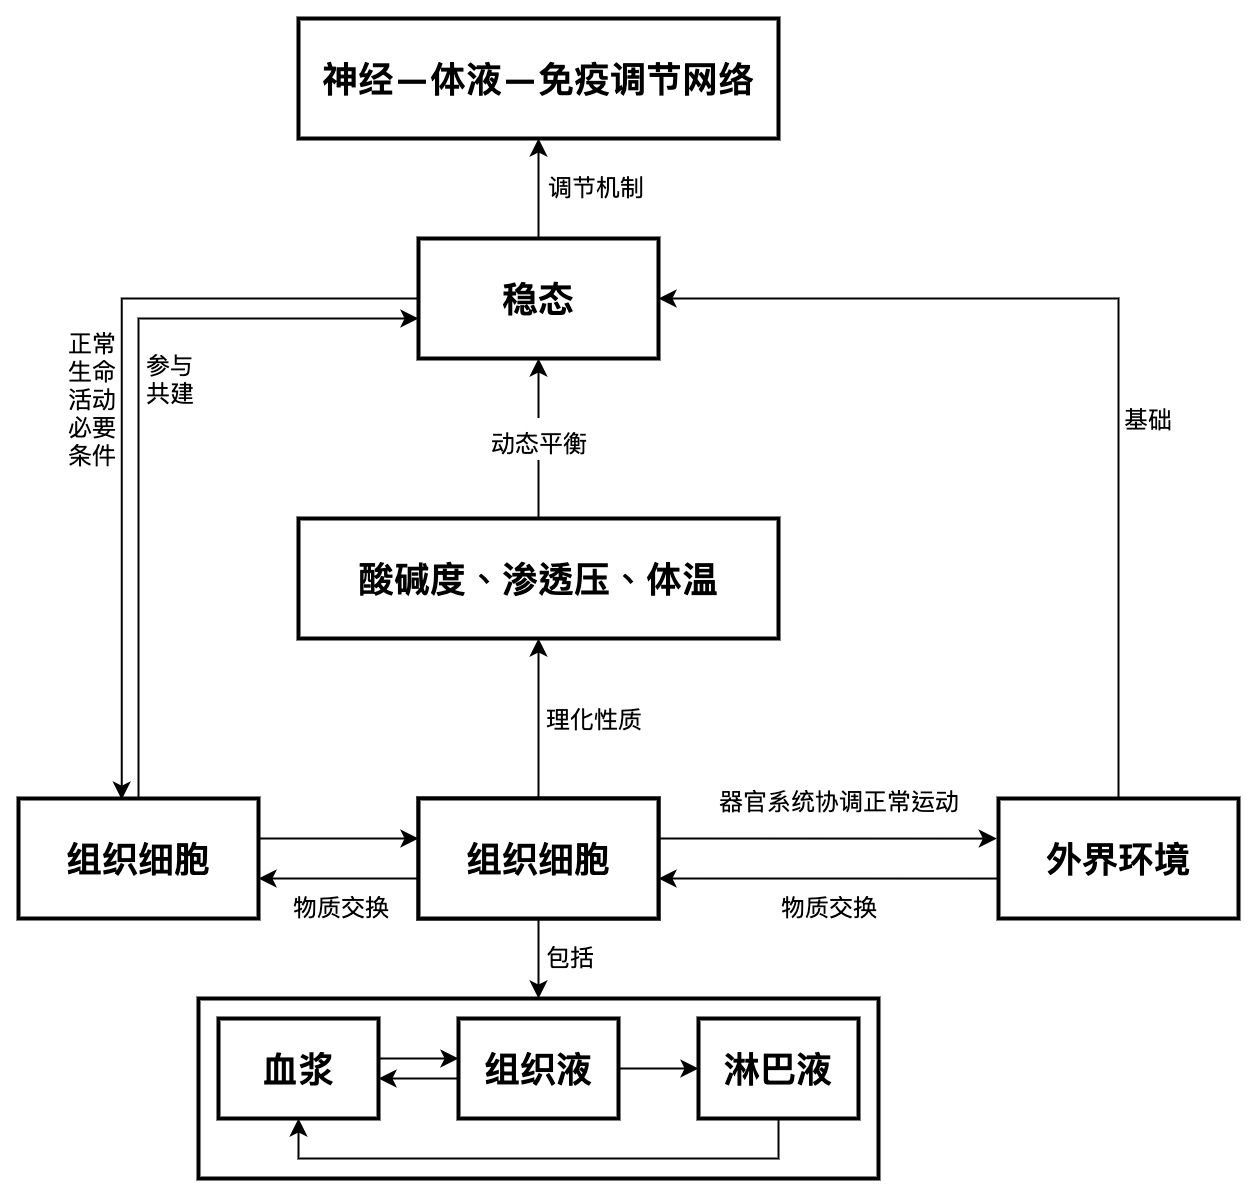 神经－体液－免疫调节网络
调节机制
稳态
正常
生命
活动
必要
条件
参与
共建
基础
动态平衡
酸碱度、渗透压、体温
理化性质
器官系统协调正常运动
组织细胞
组织细胞
外界环境
物质交换
物质交换
包括
血浆
组织液
淋巴液